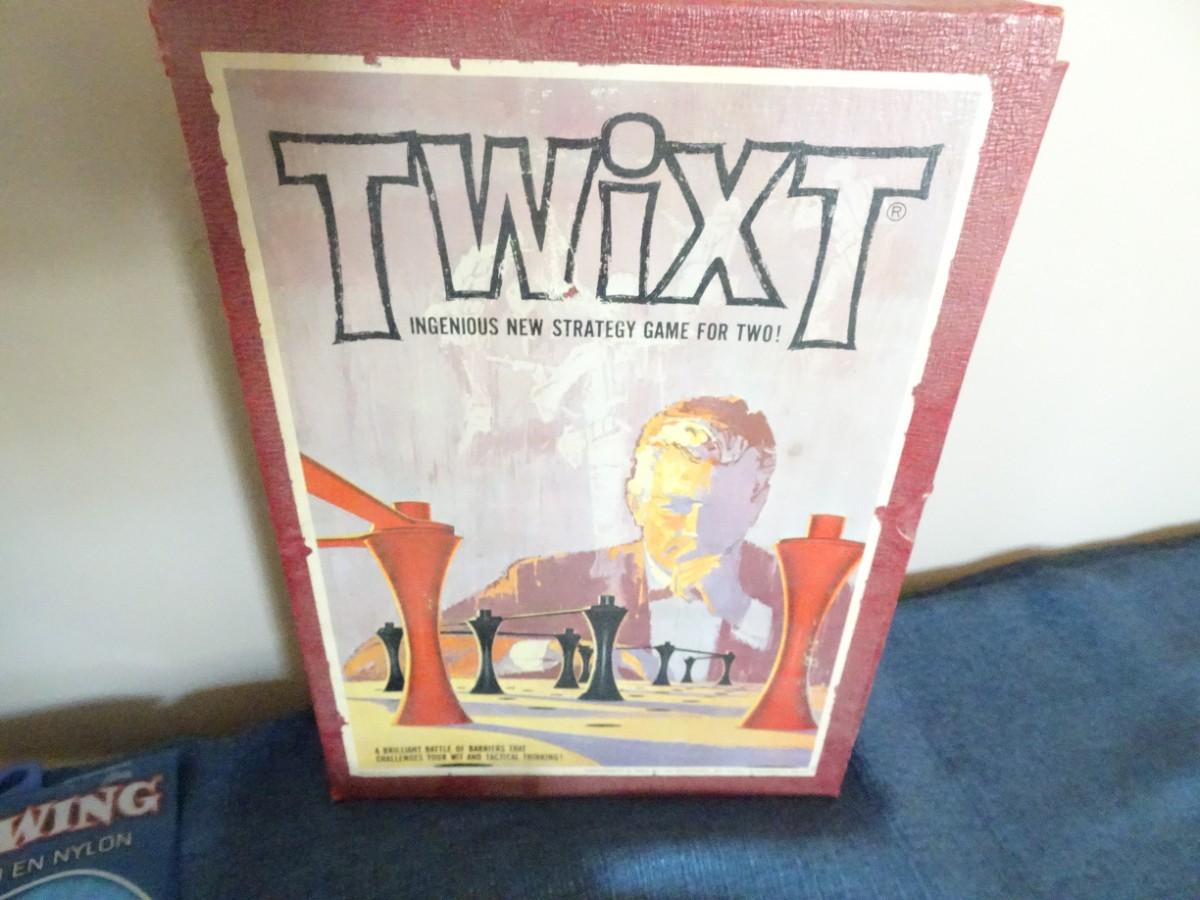 TWiXT®
INGENIOUS NEW STRATEGY GAME FOR TWO!
A BRILLIANT BATTLE OF BARRIERS THAT
CHALLENGES YOUR WIT AND TACTICAL THINKING!
WING
EN NYLON